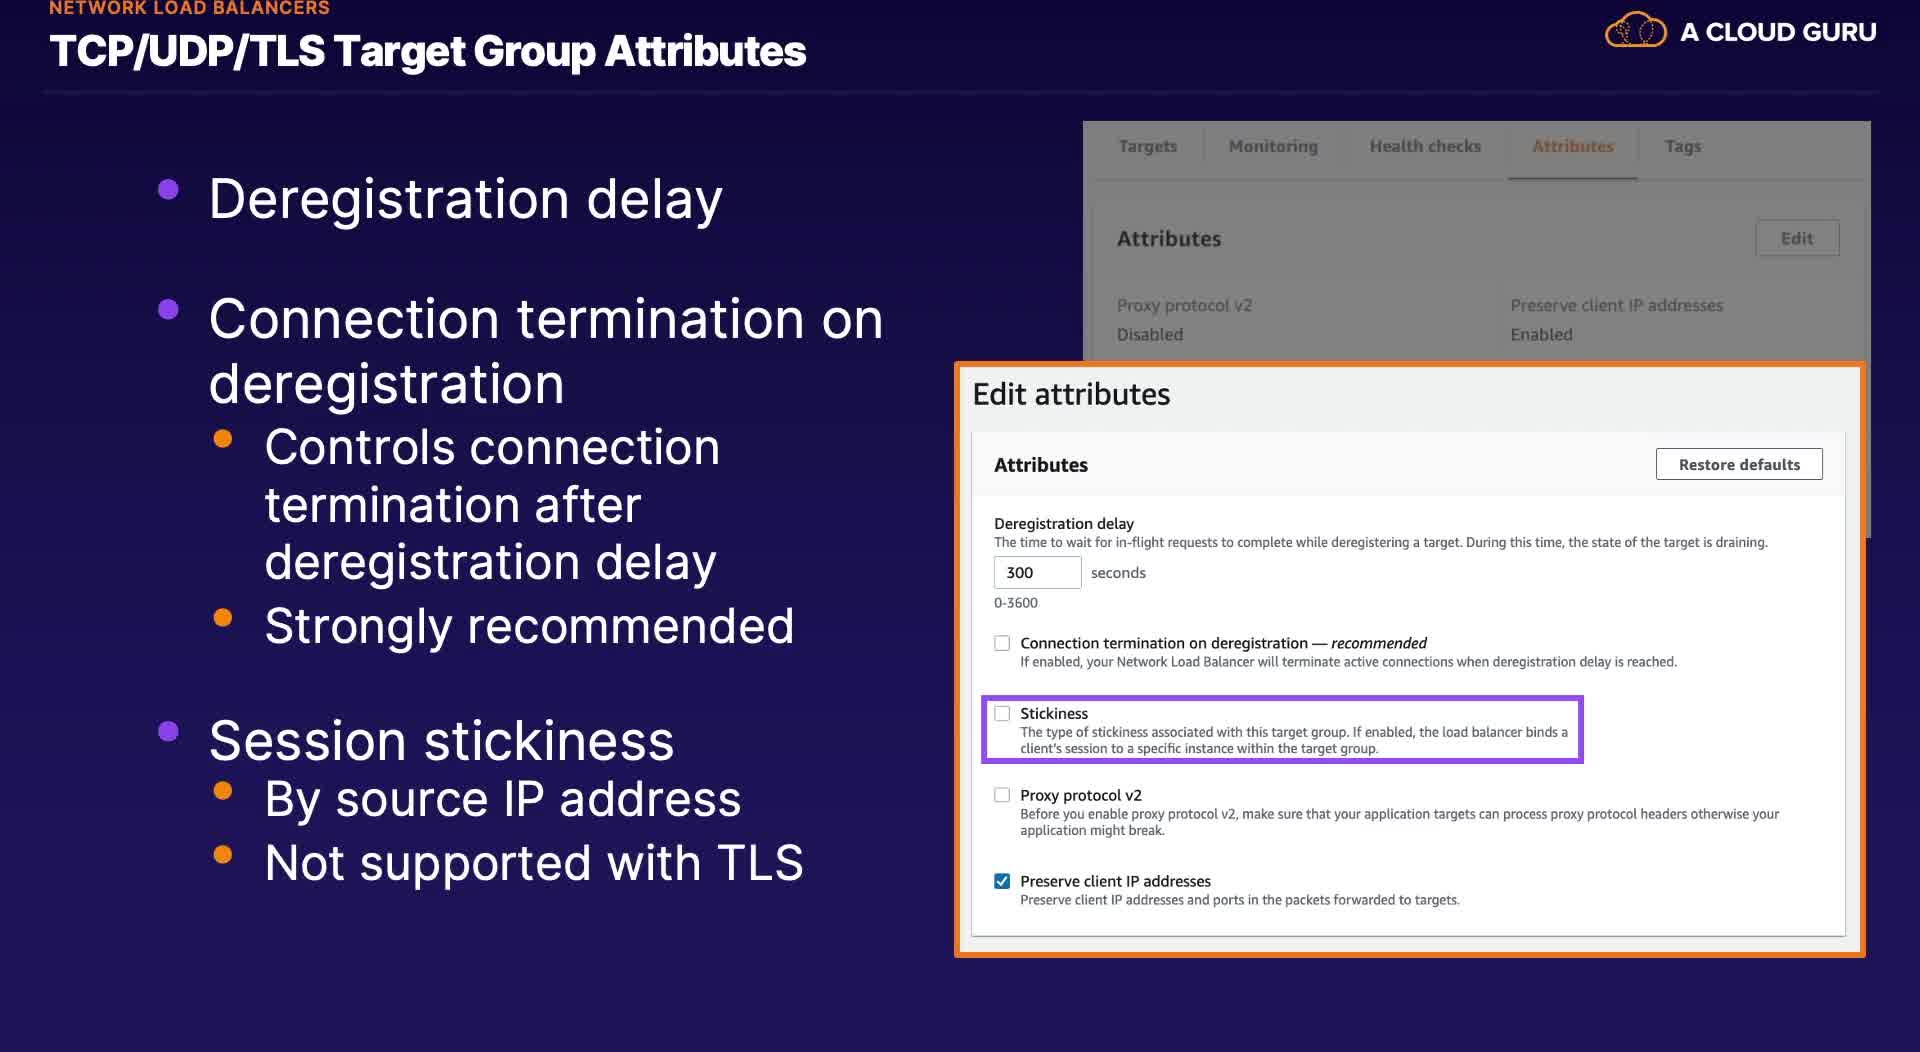 NETWORK LOAD BALANCERS
TCP/UDP/TLS Target Group Attributes
A CLOUD GURU
Deregistration delay
Connection termination on
deregistration
Controls connection
termination after
deregistration delay
Strongly recommended
Session stickiness
By source IP address
Not supported with TLS
Targets
Monitoring
Health checks
Attributes
Tags
Attributes
Edit
Proxy protocol v2
Preserve client IP addresses
Disabled
Enabled
Edit attributes
Attributes
Restore defaults
Deregistration delay
The time to wait for in-flight requests to complete while deregistering a target. During this time, the state of the target is draining.
300 seconds
0-3600
Connection termination on deregistration — recommended
If enabled, your Network Load Balancer will terminate active connections when deregistration delay is reached.
Stickiness
The type of stickiness associated with this target group. If enabled, the load balancer binds a
client's session to a specific instance within the target group.
Proxy protocol v2
Before you enable proxy protocol v2, make sure that your application targets can process proxy protocol headers otherwise your
application might break.
Preserve client IP addresses
Preserve client IP addresses and ports in the packets forwarded to targets.